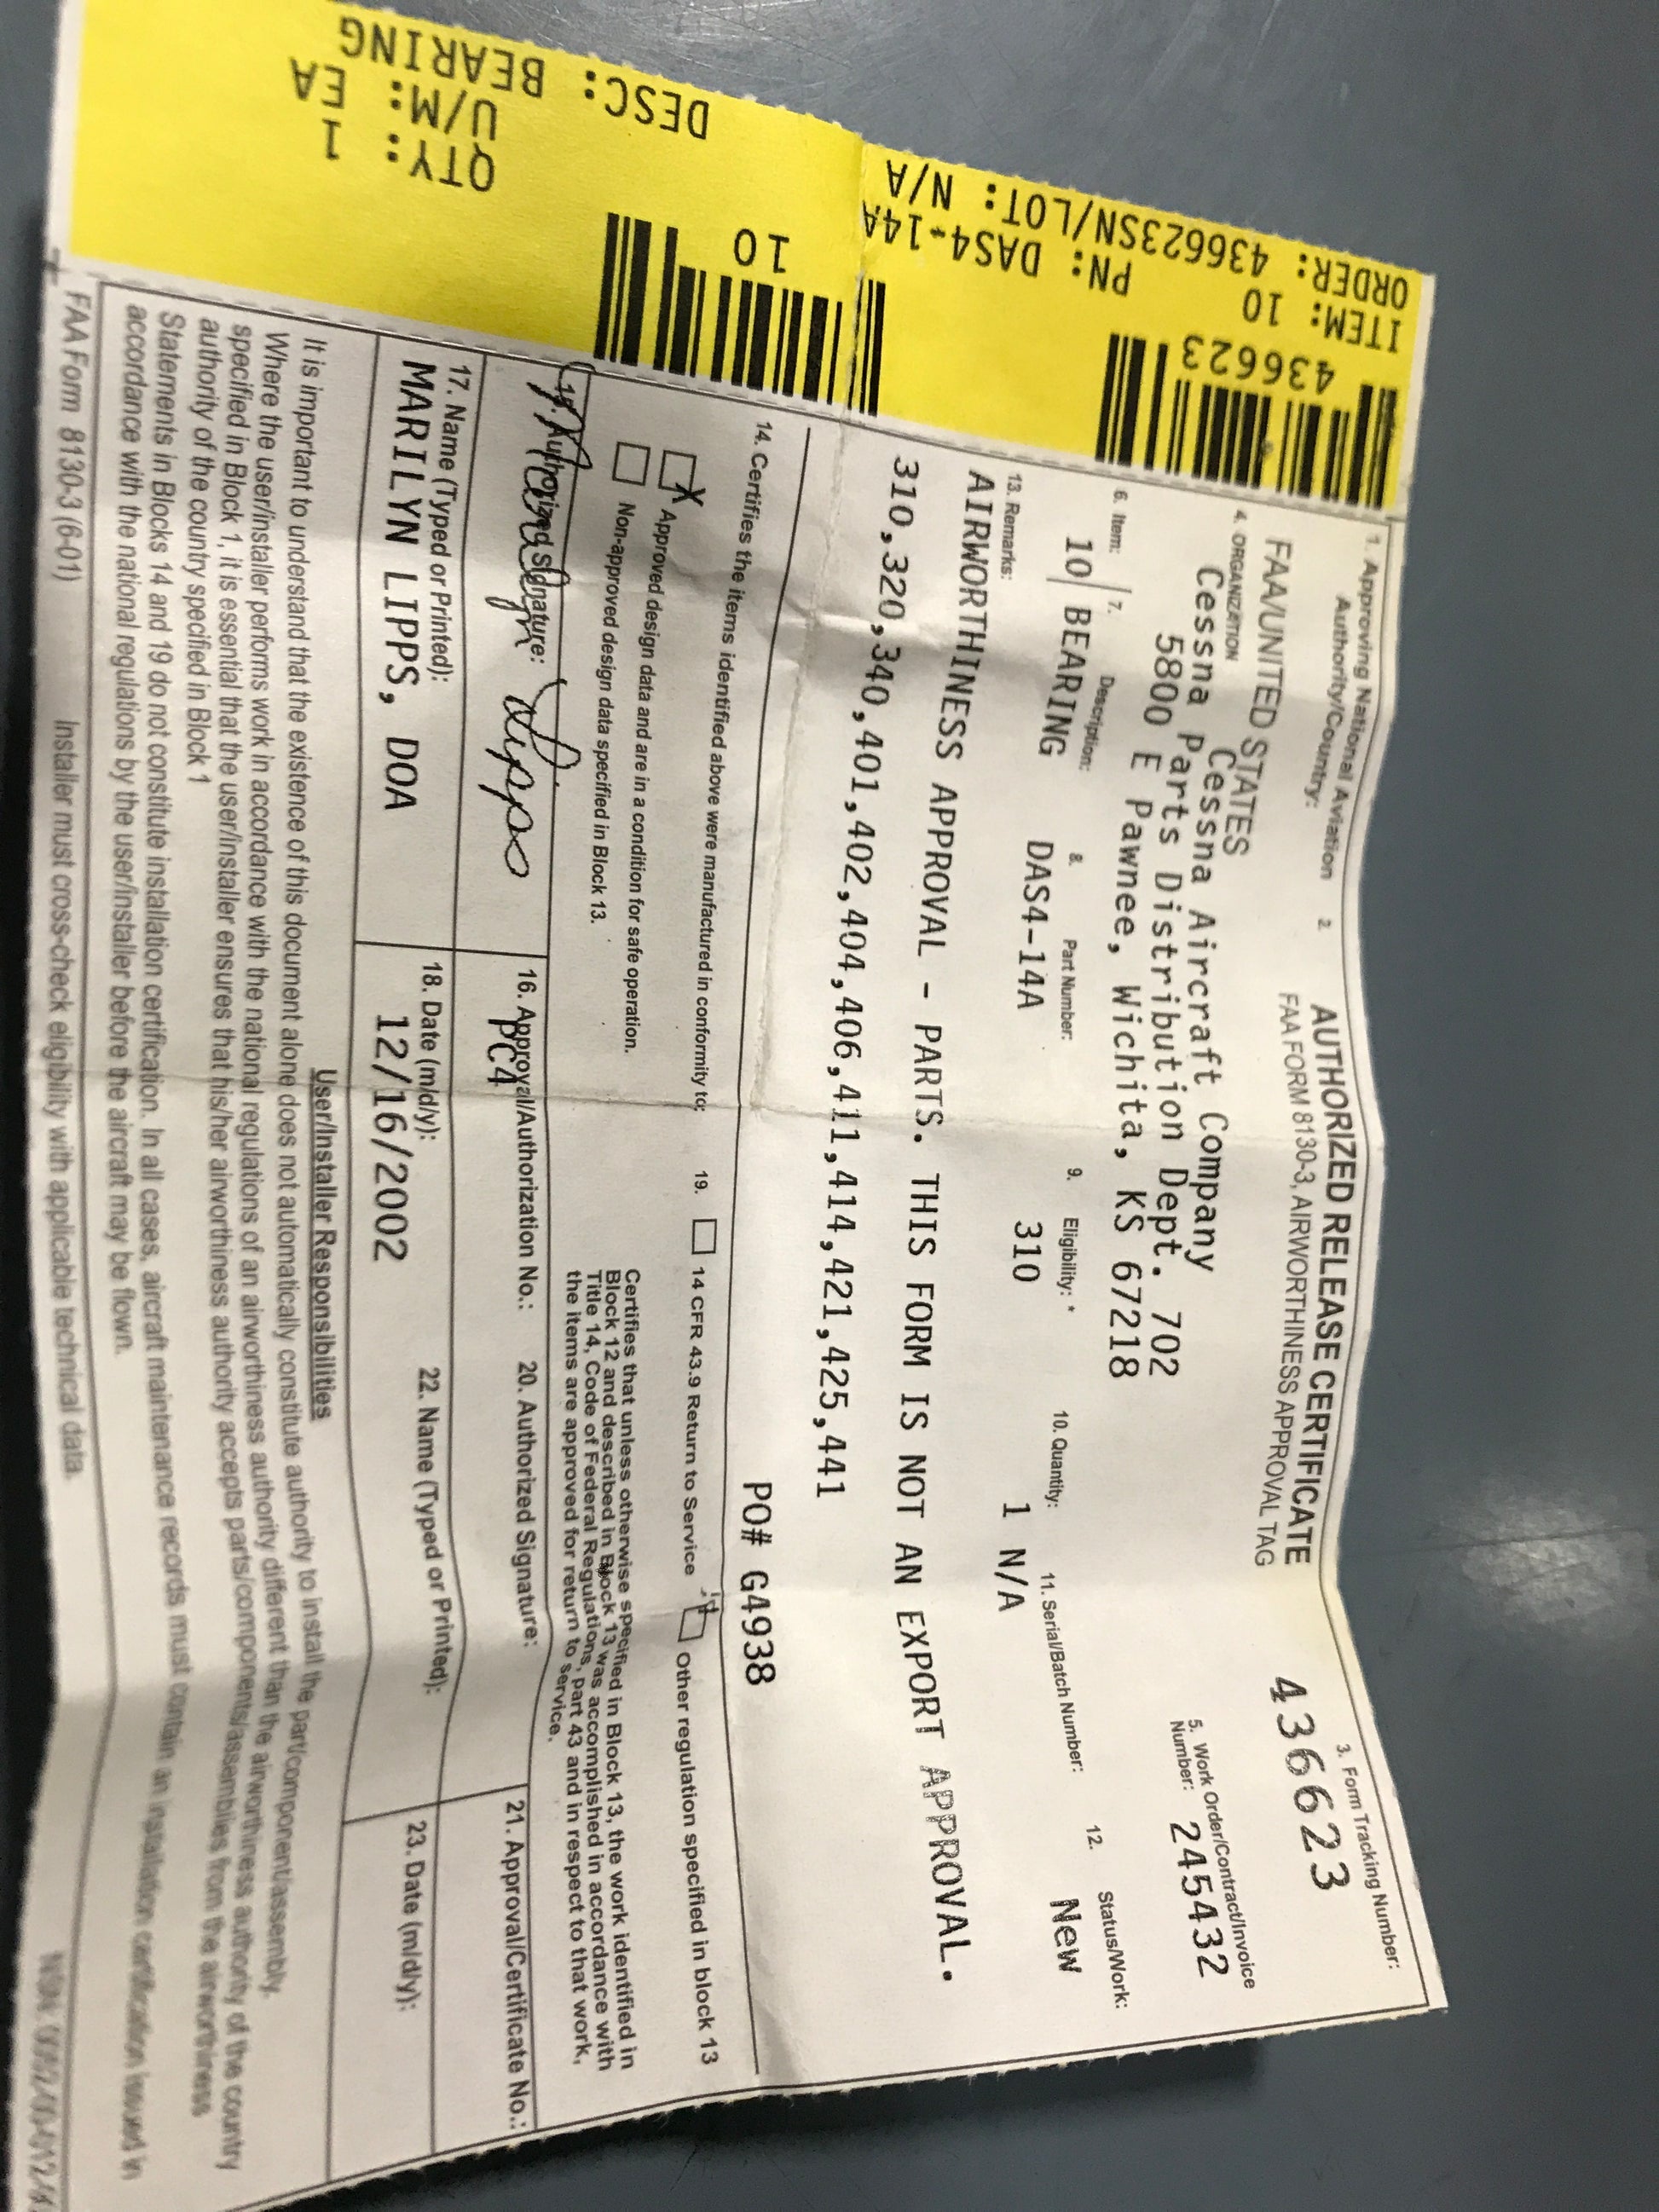 ORDER: 436623SN/LOT: N/A
ITEM: 10
PN: DAS4-14A
436623
DESC: BEARING
QTY: 1
U/M: EA
10
1. Approving National Aviation Authority/Country:
FAA/UNITED STATES
2.
AUTHORIZED RELEASE CERTIFICATE
FAA FORM 8130-3, AIRWORTHINESS APPROVAL TAG
3. Form Tracking Number:
436623
4. ORGANIZATION
Cessna Aircraft Company
Cessna Parts Distribution Dept. 702
5800 E Pawnee, Wichita, KS 67218
5. Work Order/Contract/Invoice
Number: 2455432
6. Item: 7. Description: 8. Part Number: 9. Eligibility: * 10. Quantity: 11. Serial/Batch Number: 12. Status/Work:
10 BEARING DAS4-14A 310 1 N/A New
13. Remarks:
AIRWORTHINESS APPROVAL - PARTS. THIS FORM IS NOT AN EXPORT APPROVAL.
310,320,340,401,402,404,406,411,414,421,425,441
PO# G4938
14. Certifies the items identified above were manufactured in conformity to:
X Approved design data and are in a condition for safe operation.
Non-approved design data specified in Block 13.
19. 14 CFR 43.9 Return to Service Other regulation specified in block 13
Certifies that unless otherwise specified in Block 13, the work identified in
Block 12 and described in Block 13 was accomplished in accordance with
Title 14, Code of Federal Regulations, part 43 and in respect to that work,
the items are approved for return to service.
15. Authorized Signature:
Marilyn Lipps
16. Approval/Authorization No.:
PC4
20. Authorized Signature:
21. Approval/Certificate No.:
17. Name (Typed or Printed):
MARILYN LIPPS, DOA
18. Date (m/d/y):
12/16/2002
22. Name (Typed or Printed):
23. Date (m/d/y):
User/Installer Responsibilities
It is important to understand that the existence of this document alone does not automatically constitute authority to install the part/component/assembly.
Where the user/installer performs work in accordance with the national regulations of an airworthiness authority different than the airworthiness authority of the country
specified in Block 1, it is essential that the user/installer ensures that his/her airworthiness authority accepts parts/components/assemblies from the airworthiness
authority of the country specified in Block 1
Statements in Blocks 14 and 19 do not constitute installation certification. In all cases, aircraft maintenance records must contain an installation certification issued in
accordance with the national regulations by the user/installer before the aircraft may be flown.
FAA Form 8130-3 (6-01) Installer must cross-check eligibility with applicable technical data.